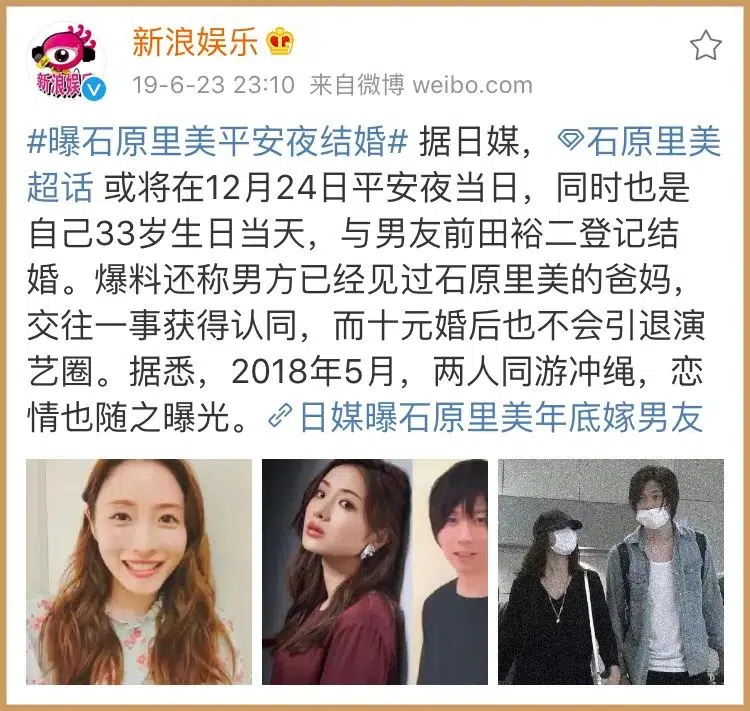 新浪娱乐
19-6-23 23:10 来自微博 weibo.com
#曝石原里美平安夜结婚# 据日媒，石原里美
超话 或将在12月24日平安夜当日，同时也是
自己33岁生日当天，与男友前田裕二登记结
婚。爆料还称男方已经见过石原里美的爸妈，
交往一事获得认同，而十元婚后也不会引退演
艺圈。据悉，2018年5月，两人同游冲绳，恋
情也随之曝光。日媒曝石原里美年底嫁男友